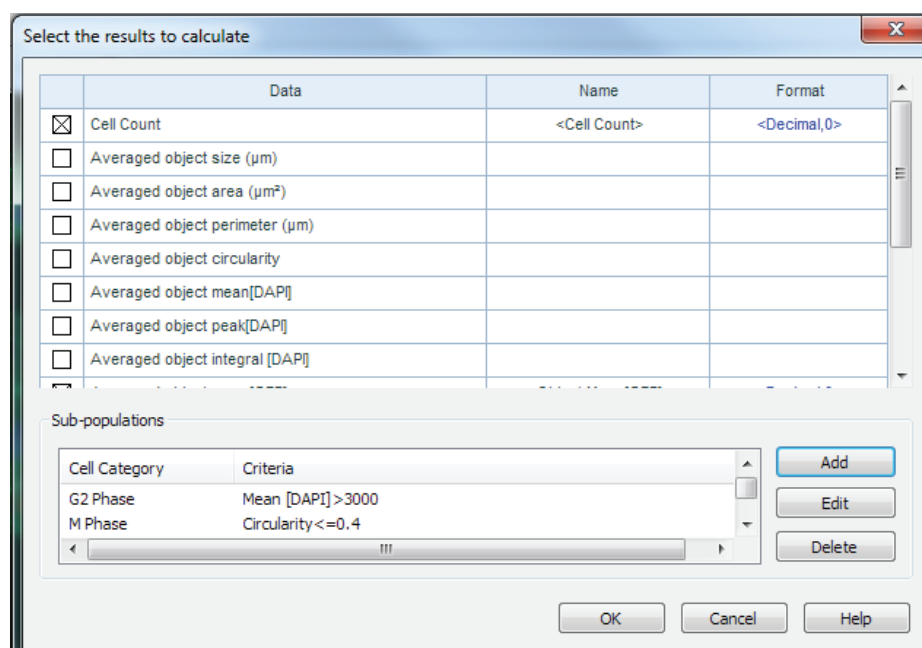 Select the results to calculate
Data Name Format
Cell Count <Cell Count> <Decimal,0>
Averaged object size (µm)
Averaged object area (µm²)
Averaged object perimeter (µm)
Averaged object circularity
Averaged object mean[DAPI]
Averaged object peak[DAPI]
Averaged object integral [DAPI]
Sub-populations
Cell Category Criteria
G2 Phase Mean [DAPI]>3000
M Phase Circularity<=0.4
Add
Edit
Delete
OK Cancel Help